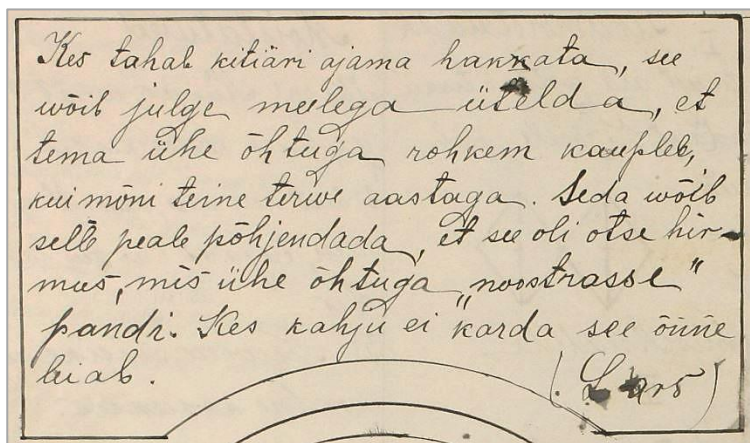 Kes tahab kitiäri ajama hakkata, see
wõib julge meelega ütelda, et
tema ühe õhtuga rohkem kaupleb,
kui mõni teine terwe aastaga. Seda wõib
selle peale põhjendada, et see oli otse hir-
mus, mis ühe õhtuga „noostrasse"
pandi. Kes kahju ei karda see õnne
leiab.